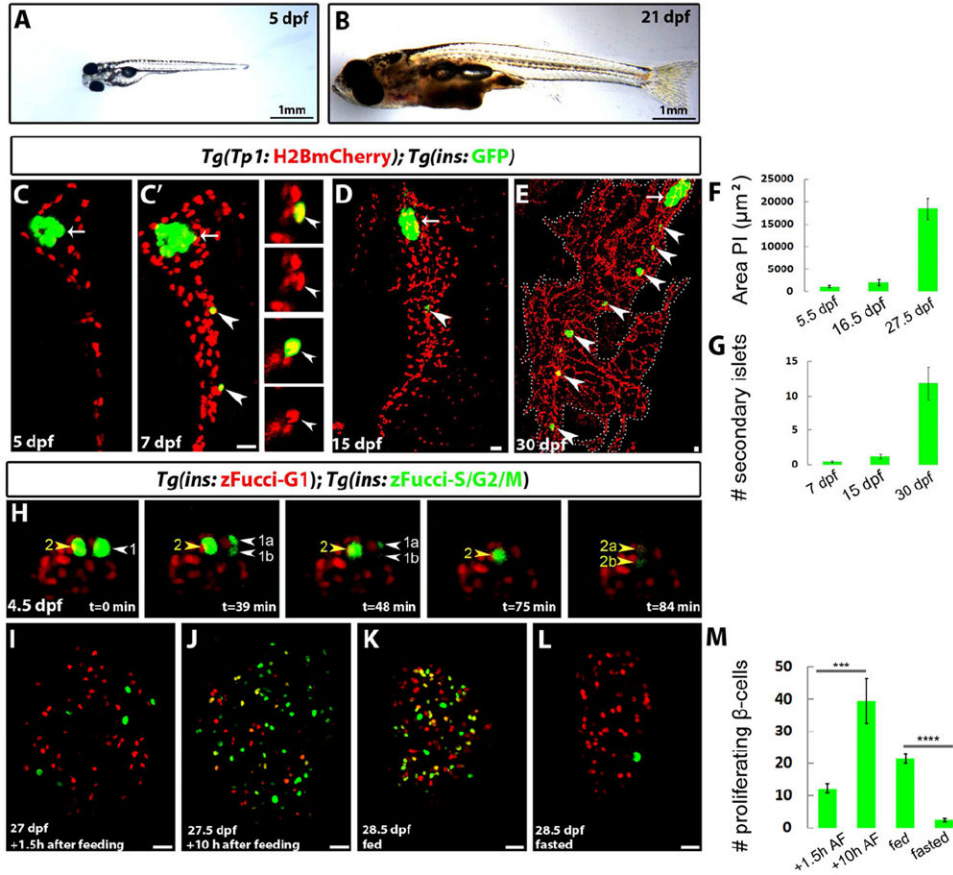 A
5 dpf
1mm
B
21 dpf
1mm
Tg(Tp1: H2BmCherry); Tg(ins: GFP)
C
5 dpf
C'
7 dpf
D
15 dpf
E
30 dpf
F
Area PI (µm²)
25000
20000
15000
10000
5000
0
5.5 dpf
16.5 dpf
27.5 dpf
G
# secondary islets
15
10
5
0
7 dpf
15 dpf
30 dpf
Tg(ins: zFucci-G1); Tg(ins: zFucci-S/G2/M)
H
2
1
4.5 dpf
t=0 min
2
1a
1b
t=39 min
2
1a
1b
t=48 min
2
t=75 min
2a
2b
t=84 min
I
27 dpf
+1.5h after feeding
J
27.5 dpf
+10 h after feeding
K
28.5 dpf
fed
L
28.5 dpf
fasted
M
# proliferating β-cells
50
40
30
20
10
0
***
****
+1.5h AF
+10h AF
fed
fasted